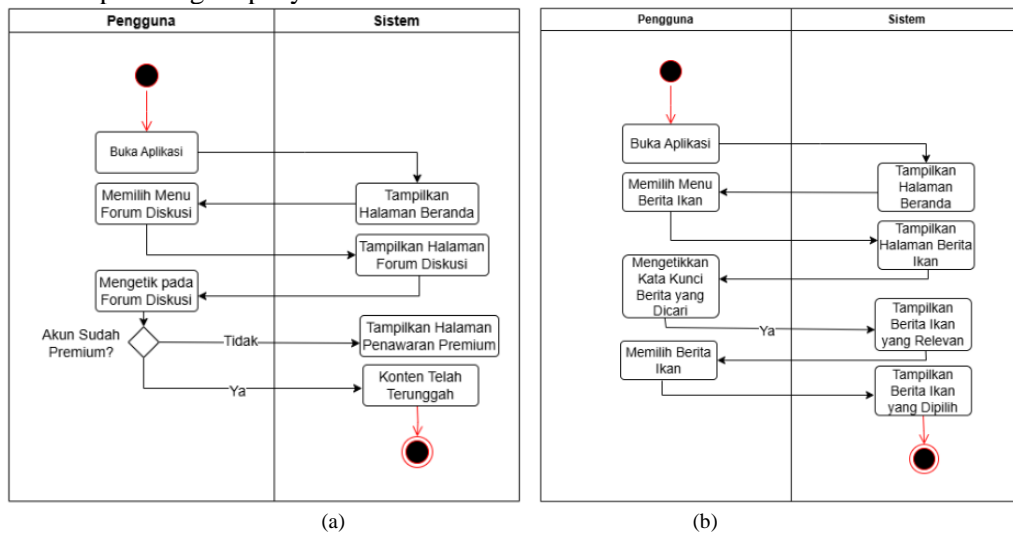 Pengguna
Sistem
Buka Aplikasi
Memilih Menu
Forum Diskusi
Tampilkan
Halaman Beranda
Tampilkan Halaman
Forum Diskusi
Mengetik pada
Forum Diskusi
Akun Sudah
Premium?
Tidak
Tampilkan Halaman
Penawaran Premium
Ya
Konten Telah
Terunggah
(a)
Pengguna
Sistem
Buka Aplikasi
Tampilkan
Halaman
Beranda
Memilih Menu
Berita Ikan
Tampilkan
Halaman Berita
Ikan
Mengetikkan
Kata Kunci
Berita yang
Dicari
Ya
Tampilkan
Berita Ikan
yang Relevan
Memilih Berita
Ikan
Tampilkan
Berita Ikan
yang Dipilih
(b)